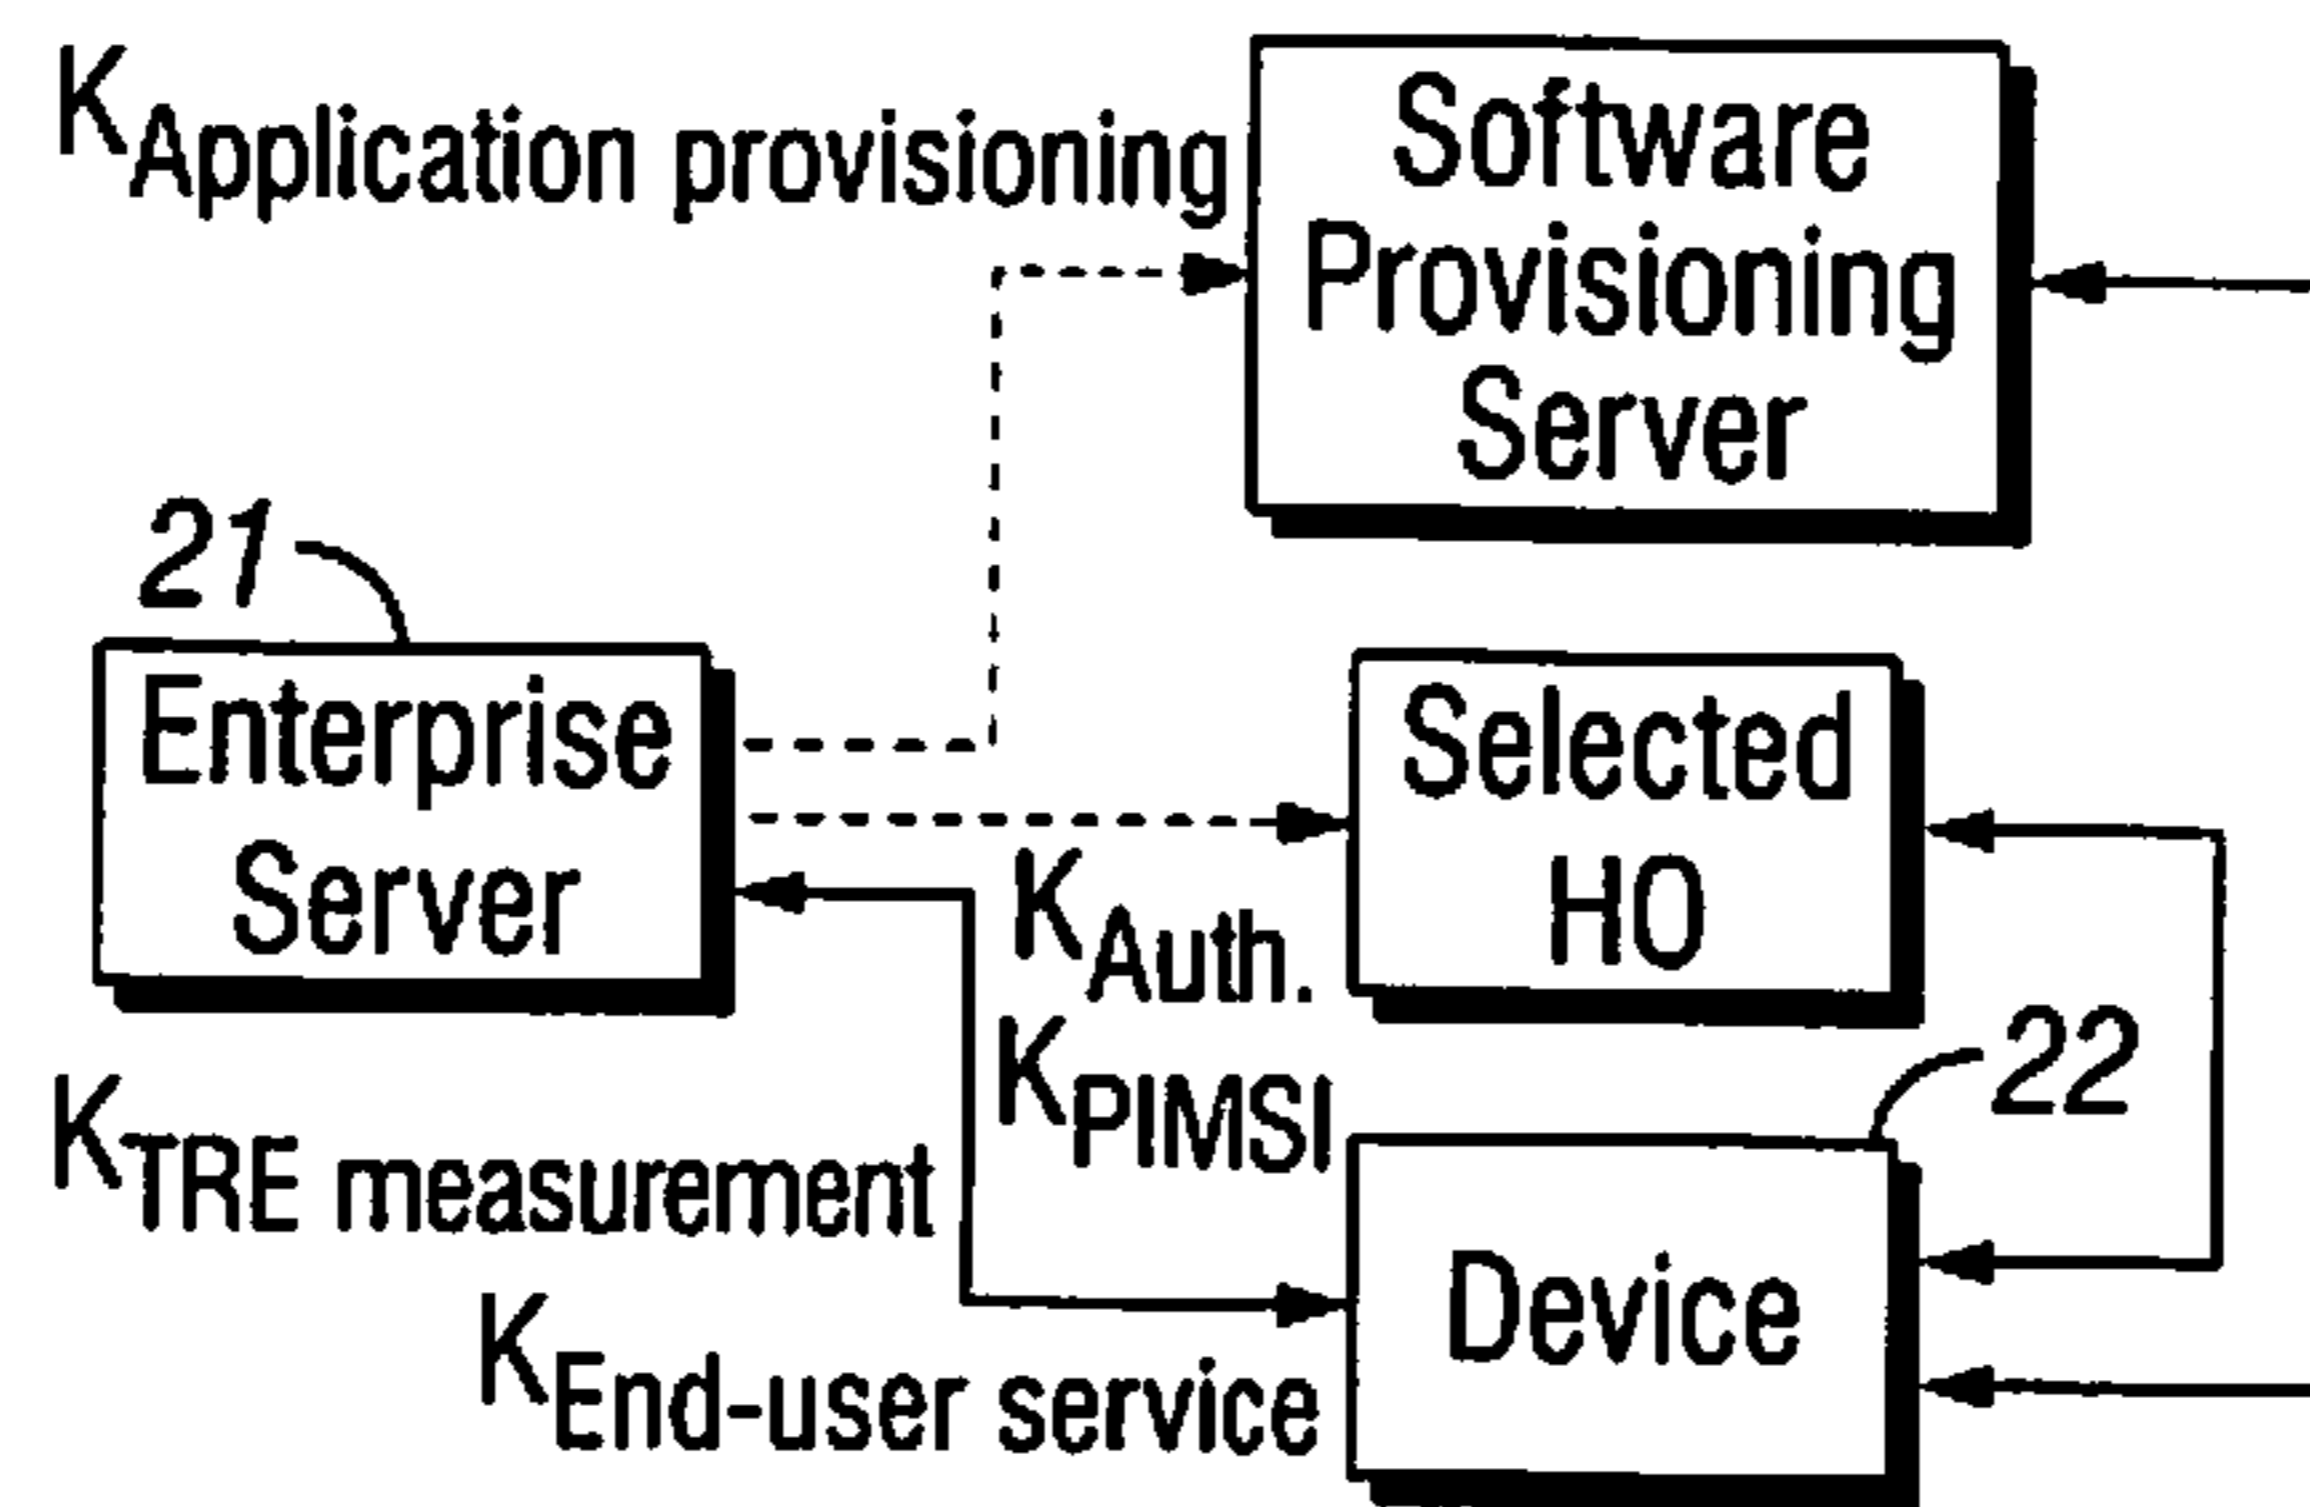 KApplication provisioning
Software
Provisioning
Server
21
Enterprise
Server
Selected
HO
KAuth.
KPIMSI
22
KTRE measurement
Device
KEnd-user service